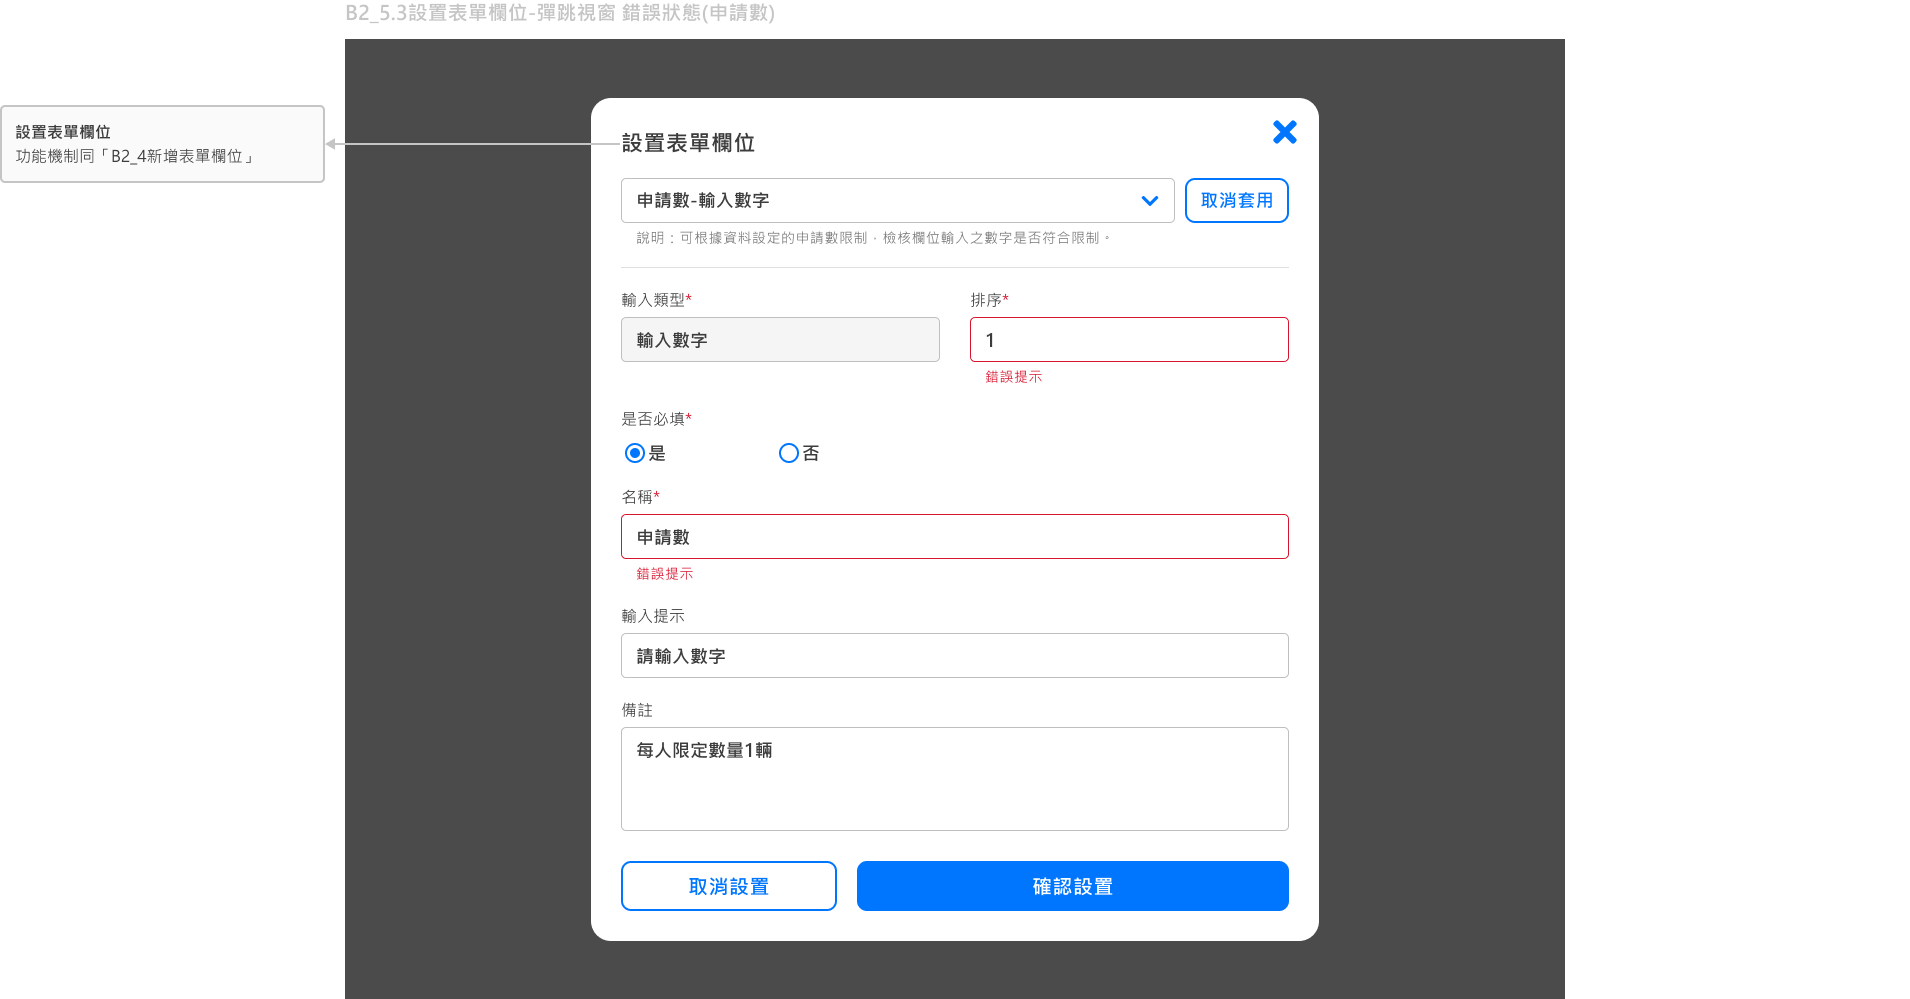 B2_5.3設置表單欄位-彈跳視窗 錯誤狀態(申請數)
設置表單欄位
功能機制同「B2_4新增表單欄位」
設置表單欄位
申請數-輸入數字
取消套用
說明：可根據資料設定的申請數限制，檢核欄位輸入之數字是否符合限制。
輸入類型*
輸入數字
排序*
1
錯誤提示
是否必填*
是
否
名稱*
申請數
錯誤提示
輸入提示
請輸入數字
備註
每人限定數量1輛
取消設置
確認設置